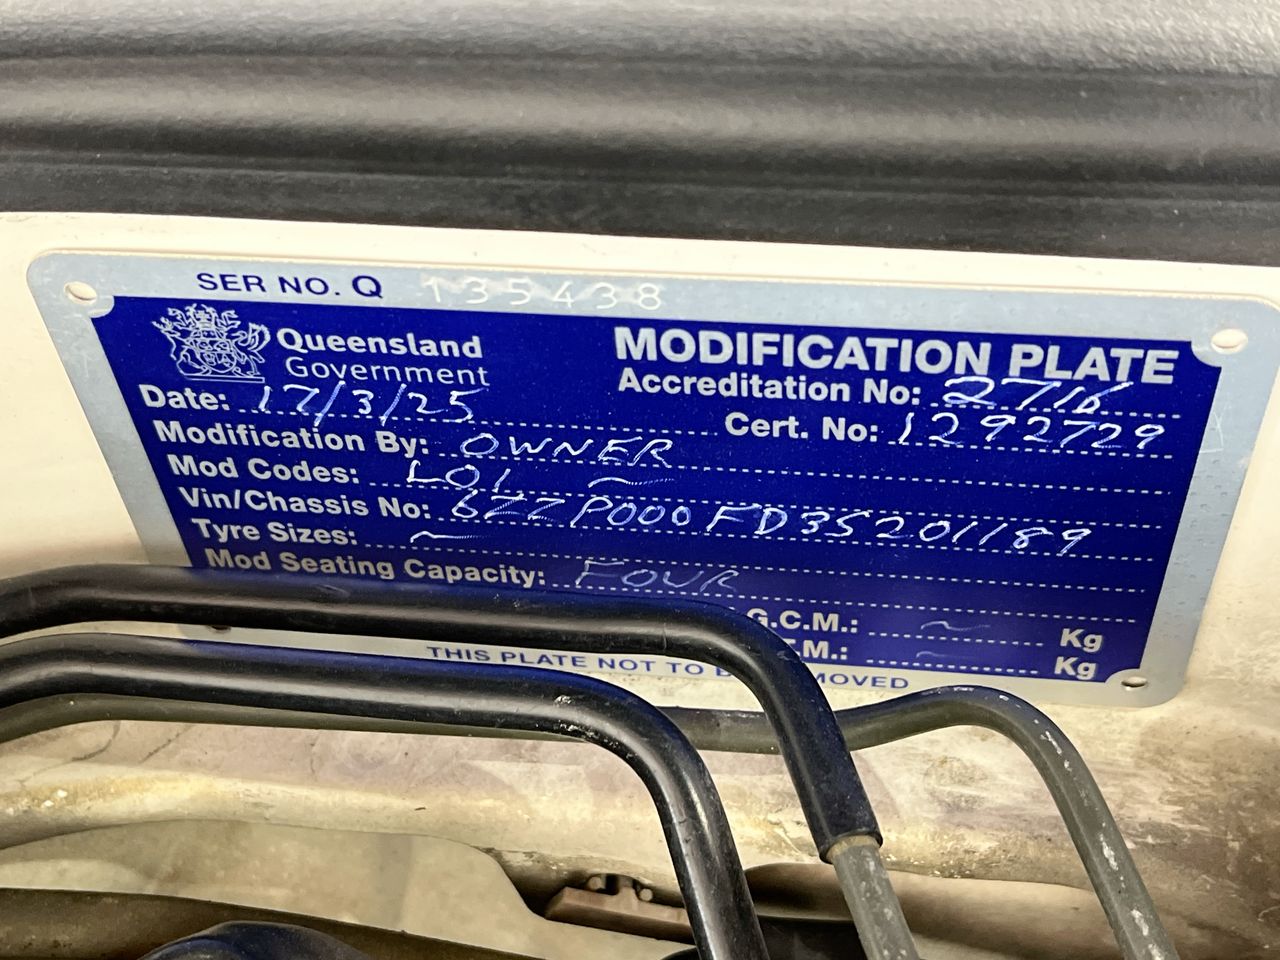 SER NO. Q 135438
Queensland Government
MODIFICATION PLATE
Date: 17/3/25
Accreditation No: 2716
Cert. No: 1292729
Modification By: OWNER
Mod Codes: LO1 ~
Vin/Chassis No: 6ZZP000FD35201189
Tyre Sizes: ~
Mod Seating Capacity: FOUR
G.C.M.: ~ Kg
.M.: ~ Kg
THIS PLATE NOT TO B MOVED